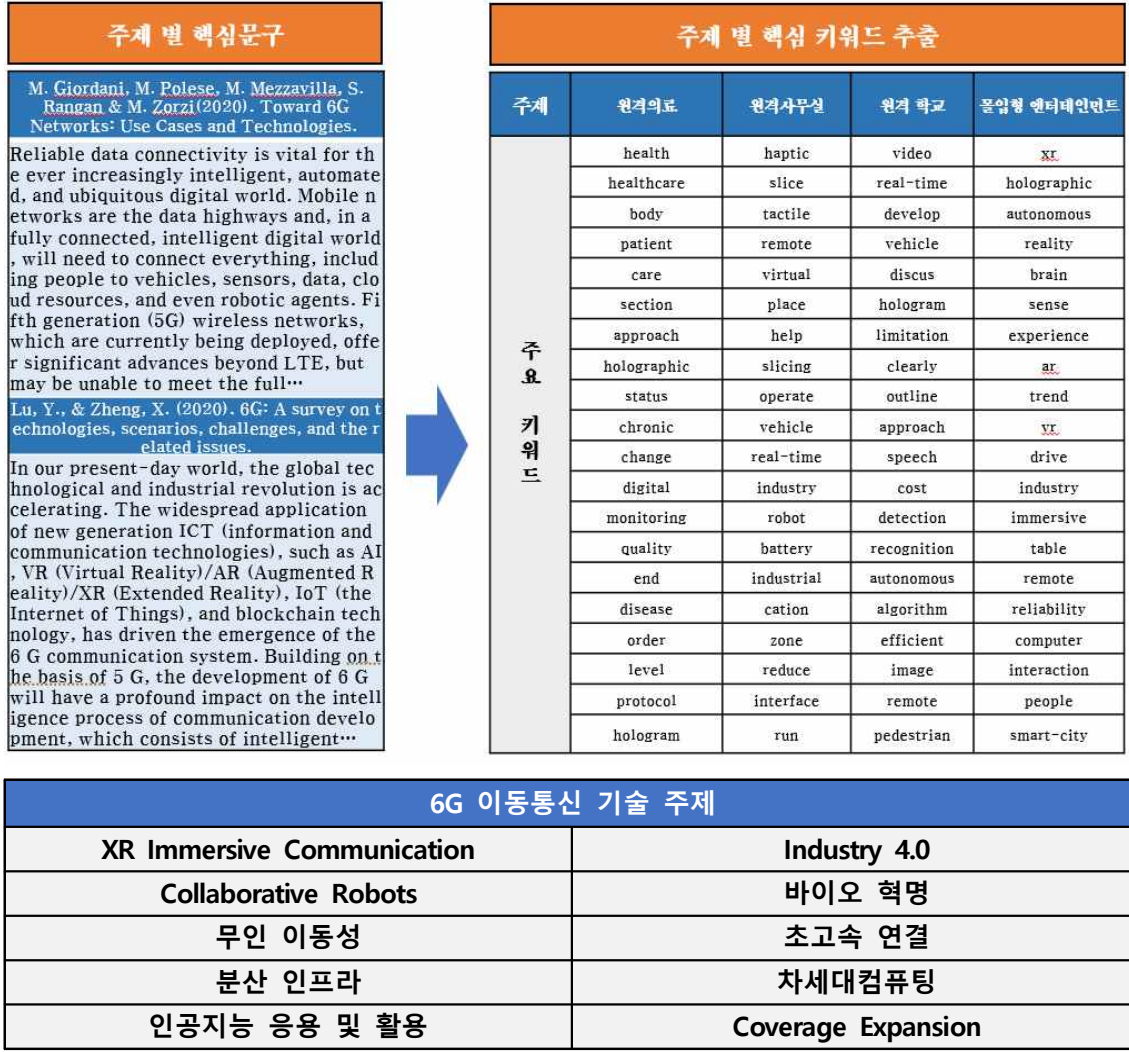 주제 별 핵심문구
M. Giordani, M. Polese, M. Mezzavilla, S.
Rangan & M. Zorzi(2020). Toward 6G
Networks: Use Cases and Technologies.
Reliable data connectivity is vital for th
e ever increasingly intelligent, automate
d, and ubiquitous digital world. Mobile n
etworks are the data highways and, in a
fully connected, intelligent digital world
, will need to connect everything, includ
ing people to vehicles, sensors, data, clo
ud resources, and even robotic agents. Fi
fth generation (5G) wireless networks,
which are currently being deployed, offe
r significant advances beyond LTE, but
may be unable to meet the full…
Lu, Y., & Zheng, X. (2020). 6G: A survey on t
echnologies, scenarios, challenges, and the r
elated issues.
In our present-day world, the global tec
hnological and industrial revolution is ac
celerating. The widespread application
of new generation ICT (information and
communication technologies), such as AI
, VR (Virtual Reality)/AR (Augmented R
eality)/XR (Extended Reality), IoT (the
Internet of Things), and blockchain tech
nology, has driven the emergence of the
6 G communication system. Building on t
he basis of 5 G, the development of 6 G
will have a profound impact on the intell
igence process of communication develo
pment, which consists of intelligent…
주제 별 핵심 키워드 추출
주제 원격의료 원격사무실 원격 학교 몰입형 엔터테인먼트
주요 키워드
health haptic video xr
healthcare slice real-time holographic
body tactile develop autonomous
patient remote vehicle reality
care virtual discus brain
section place hologram sense
approach help limitation experience
holographic slicing clearly ar
status operate outline trend
chronic vehicle approach vr
change real-time speech drive
digital industry cost industry
monitoring robot detection immersive
quality battery recognition table
end industrial autonomous remote
disease cation algorithm reliability
order zone efficient computer
level reduce image interaction
protocol interface remote people
hologram run pedestrian smart-city
6G 이동통신 기술 주제
XR Immersive Communication Industry 4.0
Collaborative Robots 바이오 혁명
무인 이동성 초고속 연결
분산 인프라 차세대컴퓨팅
인공지능 응용 및 활용 Coverage Expansion